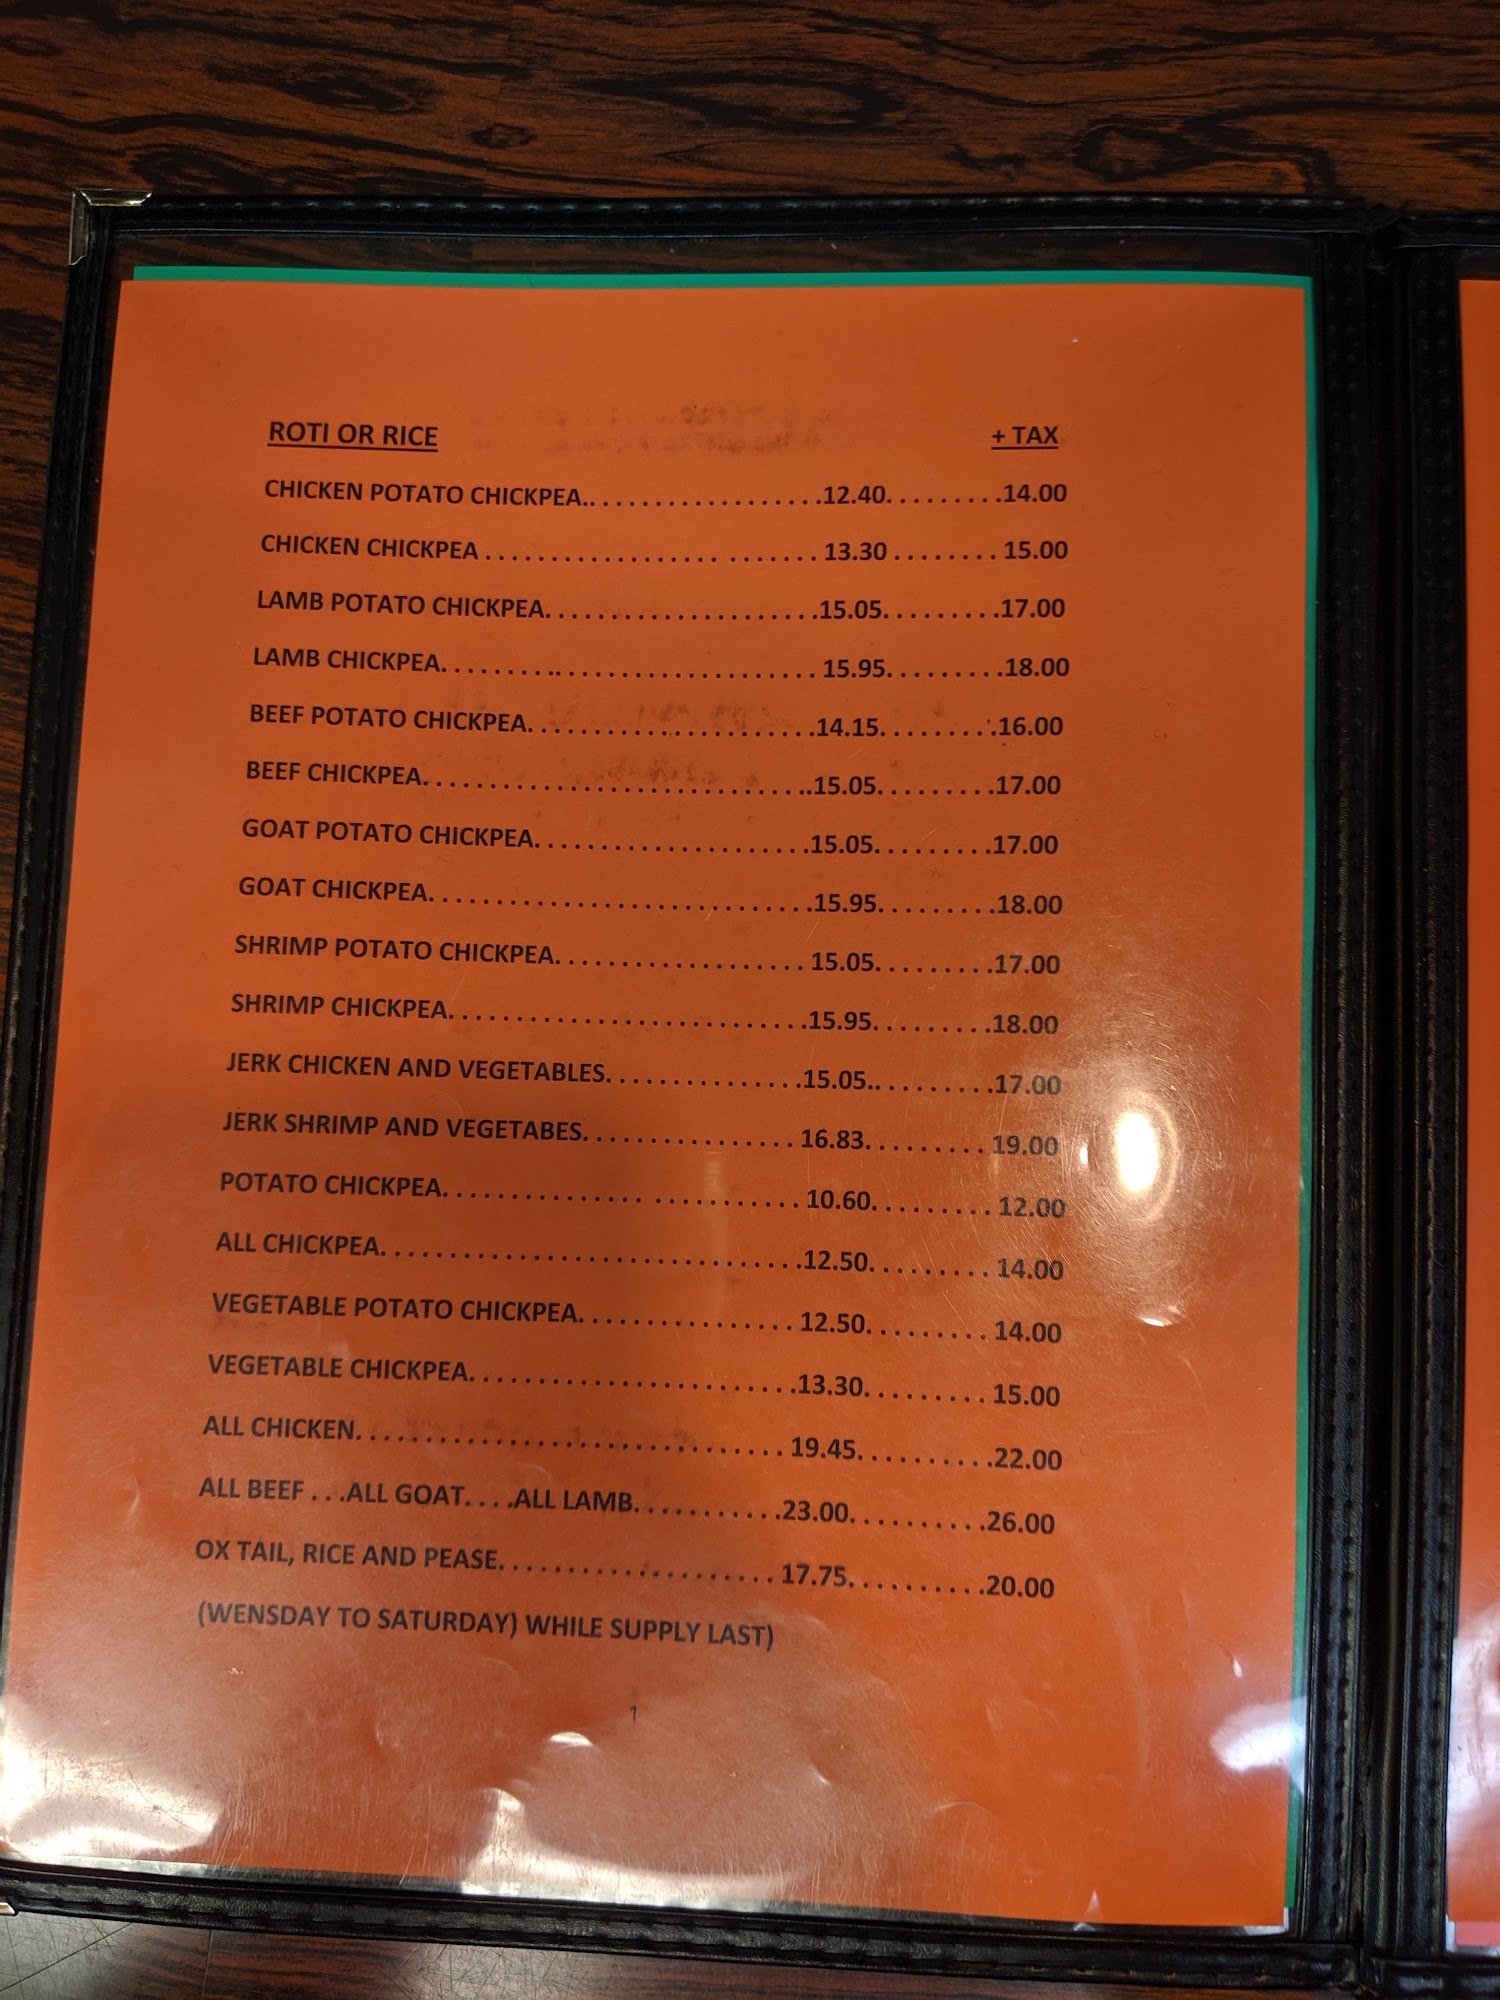 ROTI OR RICE + TAX
CHICKEN POTATO CHICKPEA....................12.40.........14.00
CHICKEN CHICKPEA ......................... 13.30 ........ 15.00
LAMB POTATO CHICKPEA.....................15.05.........17.00
LAMB CHICKPEA............................. 15.95.........18.00
BEEF POTATO CHICKPEA......................14.15.........16.00
BEEF CHICKPEA..............................15.05.........17.00
GOAT POTATO CHICKPEA.....................15.05.........17.00
GOAT CHICKPEA.............................15.95.........18.00
SHRIMP POTATO CHICKPEA................... 15.05.........17.00
SHRIMP CHICKPEA...........................15.95.........18.00
JERK CHICKEN AND VEGETABLES...............15.05..........17.00
JERK SHRIMP AND VEGETABES................ 16.83......... 19.00
POTATO CHICKPEA........................... 10.60......... 12.00
ALL CHICKPEA................................12.50......... 14.00
VEGETABLE POTATO CHICKPEA................. 12.50......... 14.00
VEGETABLE CHICKPEA.........................13.30......... 15.00
ALL CHICKEN................................ 19.45..........22.00
ALL BEEF . . .ALL GOAT. . . .ALL LAMB...........23.00..........26.00
OX TAIL, RICE AND PEASE..................... 17.75..........20.00
(WENSDAY TO SATURDAY) WHILE SUPPLY LAST)
1